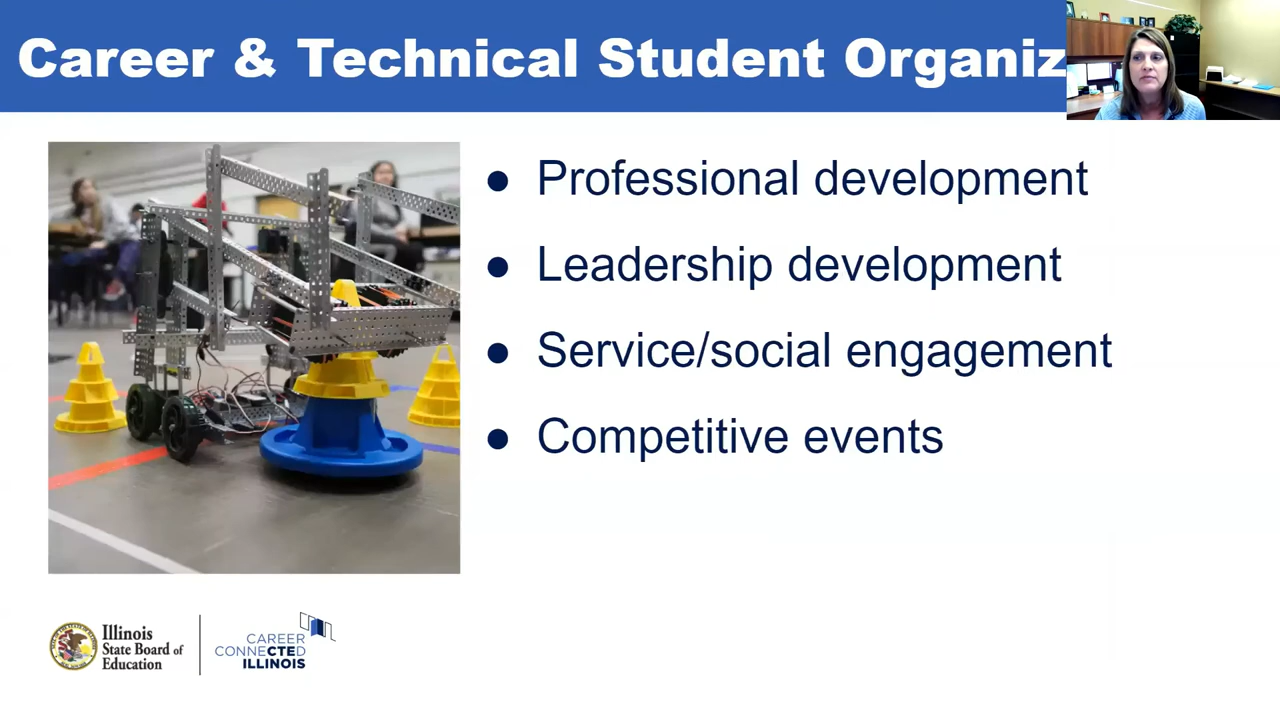 Career & Technical Student Organiz
● Professional development
● Leadership development
● Service/social engagement
● Competitive events
Illinois
State Board of
Education
CAREER
CONNECTED
ILLINOIS